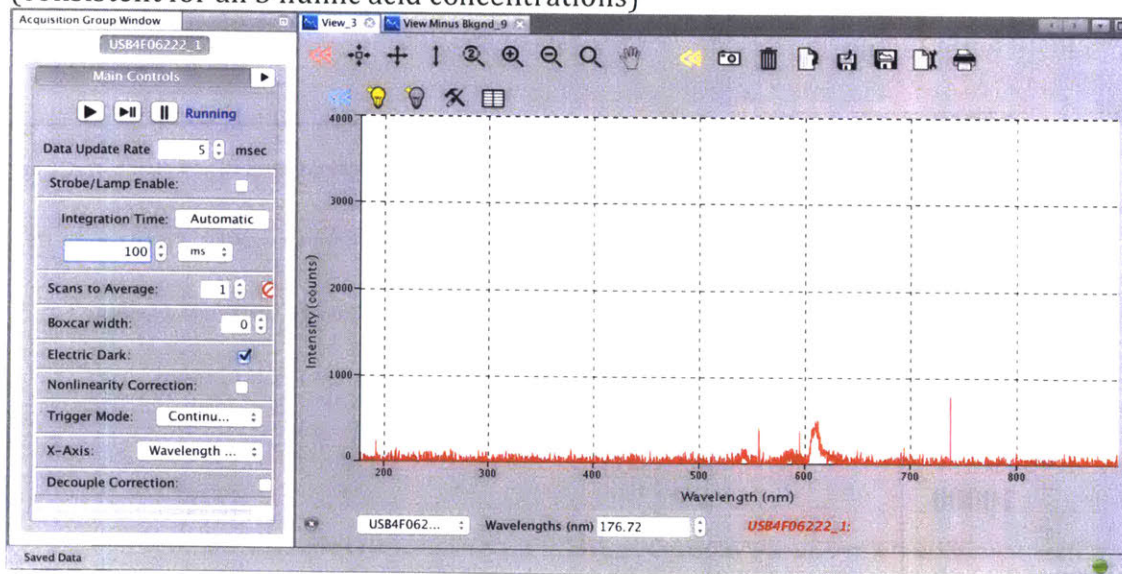 (consistent for all 3 humic acid concentrations)
Acquisition Group Window
USB4F06222_1
Main Controls
Running
Data Update Rate 5 msec
Strobe/Lamp Enable:
Integration Time: Automatic
100 ms
Scans to Average: 1
Boxcar width: 0
Electric Dark:
Nonlinearity Correction:
Trigger Mode: Continu...
X-Axis: Wavelength ...
Decouple Correction:
View_3 View Minus Bkgnd_9
2
4000
3000
2000
1000
0
Intensity (counts)
200 300 400 500 600 700 800
Wavelength (nm)
USB4F062... Wavelengths (nm) 176.72 USB4F06222_1:
Saved Data